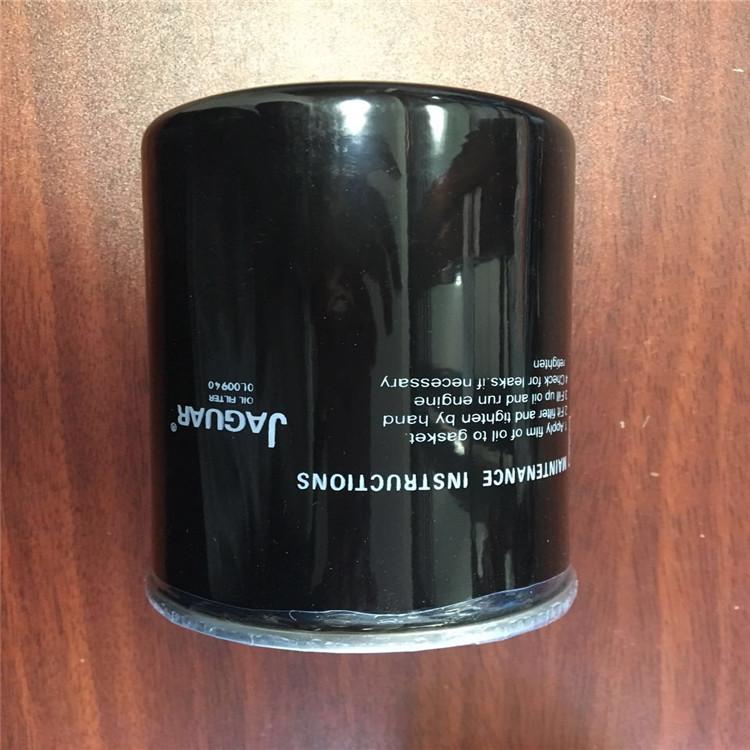 JAGUAR®
OIL FILTER
OL00940
MAINTENANCE INSTRUCTIONS
1 Apply film of oil to gasket.
2 Fit filter and tighten by hand
3 Fill up oil and run engine
4 Check for leaks.if necessary
retighten